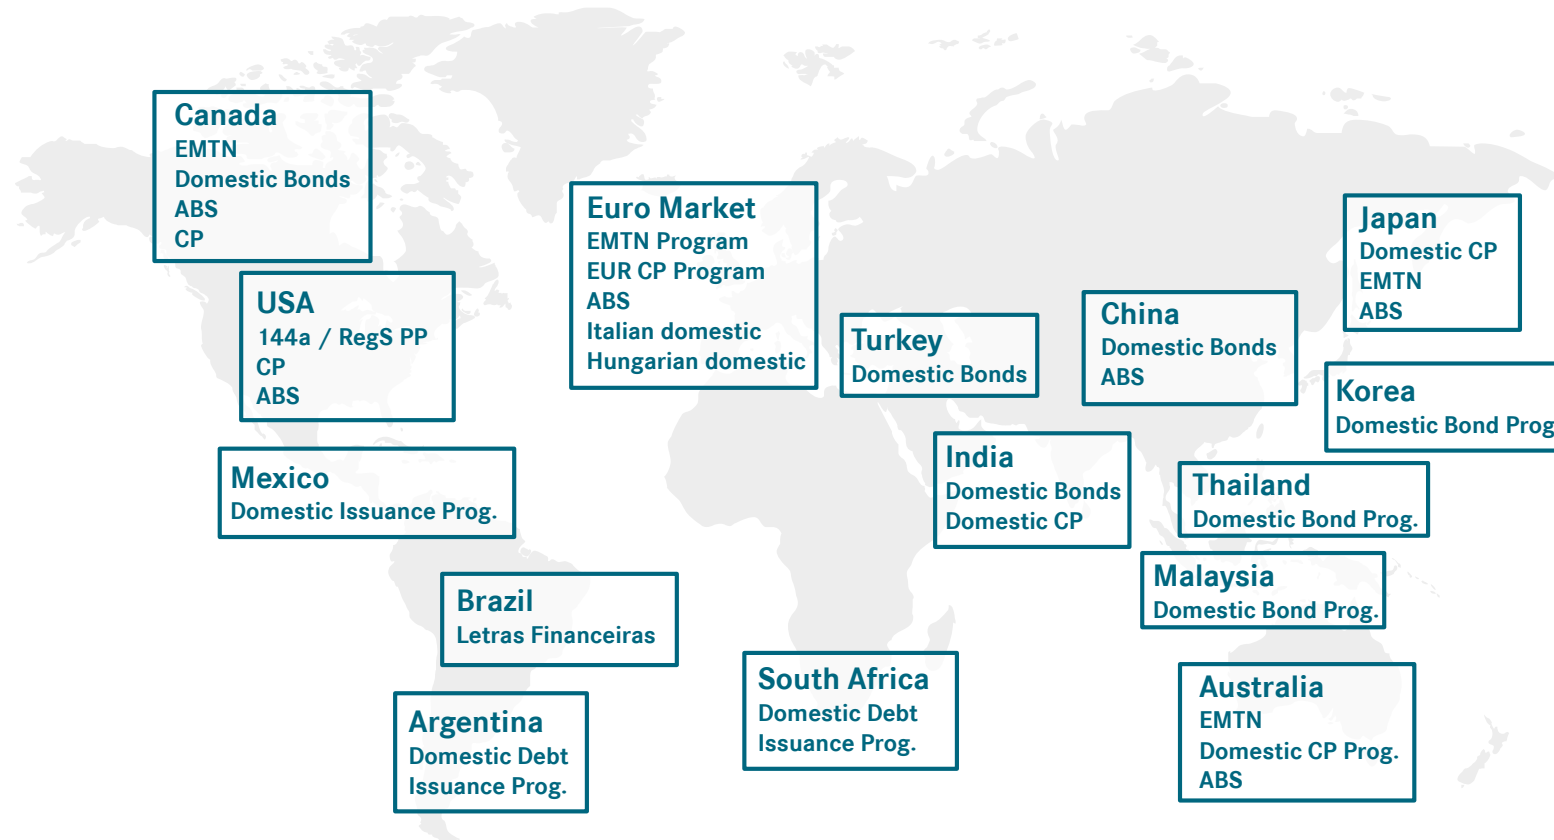 Canada
EMTN
Domestic Bonds
ABS
CP
USA
144a / RegS PP
CP
ABS
Mexico
Domestic Issuance Prog.
Brazil
Letras Financeiras
Argentina
Domestic Debt
Issuance Prog.
Euro Market
EMTN Program
EUR CP Program
ABS
Italian domestic
Hungarian domestic
Turkey
Domestic Bonds
South Africa
Domestic Debt
Issuance Prog.
India
Domestic Bonds
Domestic CP
China
Domestic Bonds
ABS
Japan
Domestic CP
EMTN
ABS
Korea
Domestic Bond Prog
Thailand
Domestic Bond Prog.
Malaysia
Domestic Bond Prog.
Australia
EMTN
Domestic CP Prog.
ABS